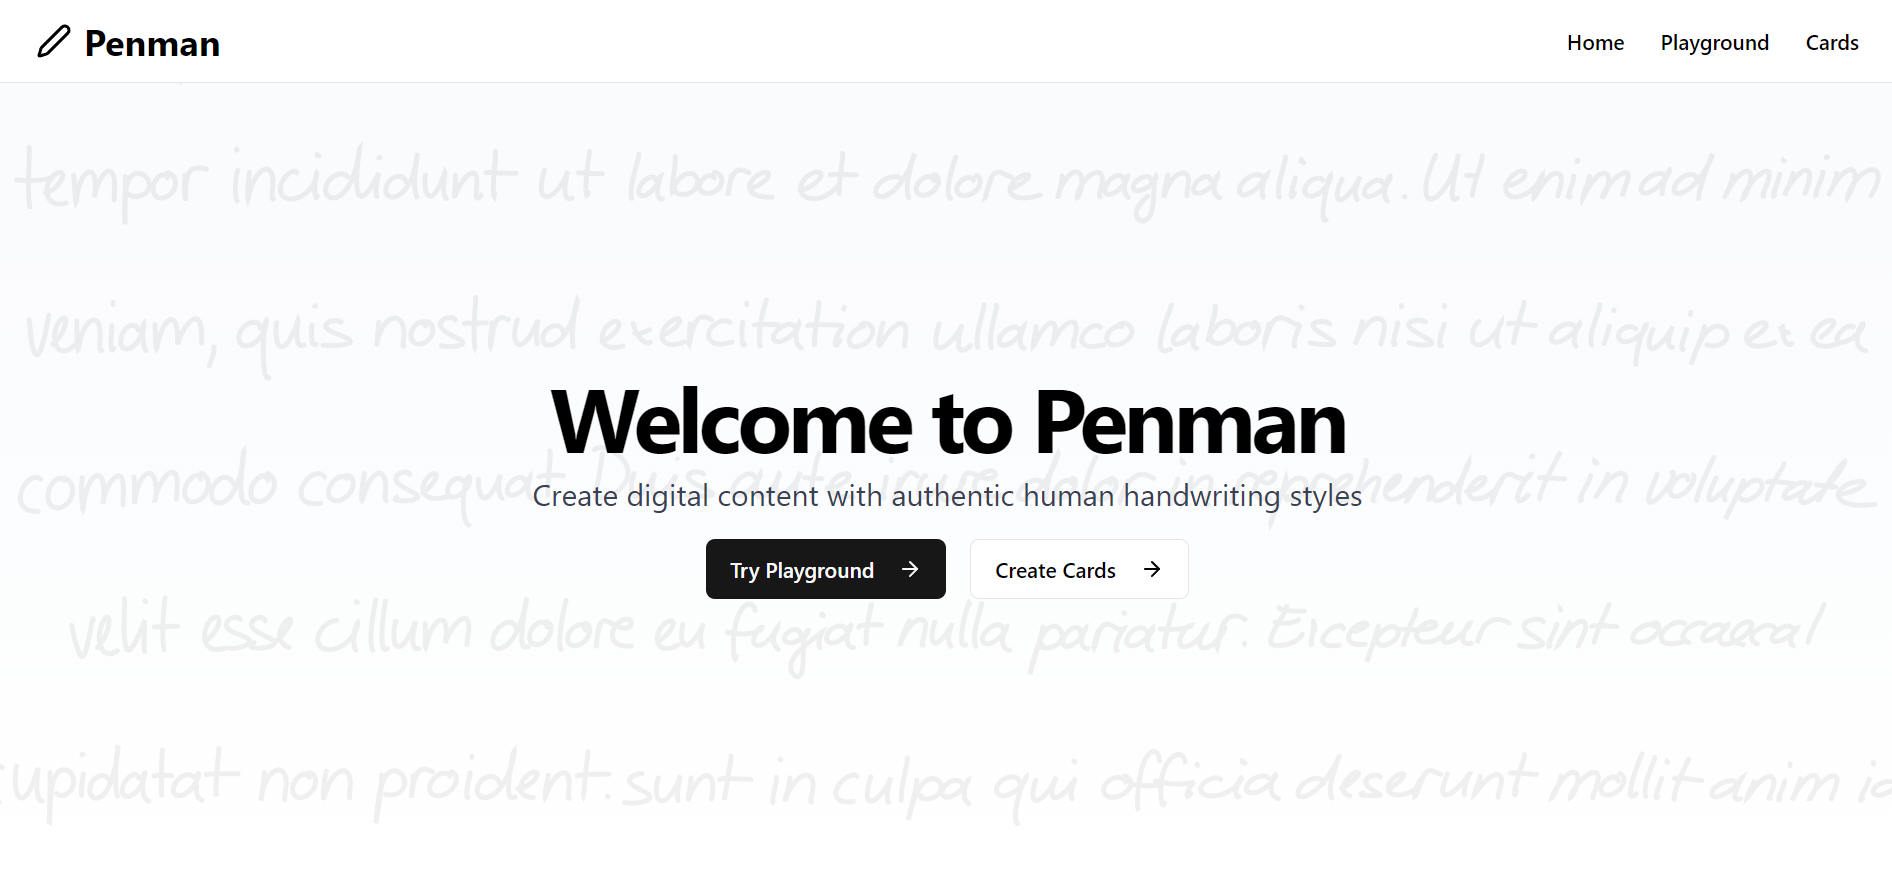 Penman
Home Playground Cards
tempor incididunt ut labore et dolore magna aliqua. Ut enim ad minim
veniam, quis nostrud exercitation ullamco laboris nisi ut aliquip ex ea
Welcome to Penman
commodo consequat. Duis aute irure dolor in reprehenderit in voluptate
Create digital content with authentic human handwriting styles
Try Playground → Create Cards →
velit esse cillum dolore eu fugiat nulla pariatur. Excepteur sint occaecat
cupidatat non proident. sunt in culpa qui officia deserunt mollit anim id